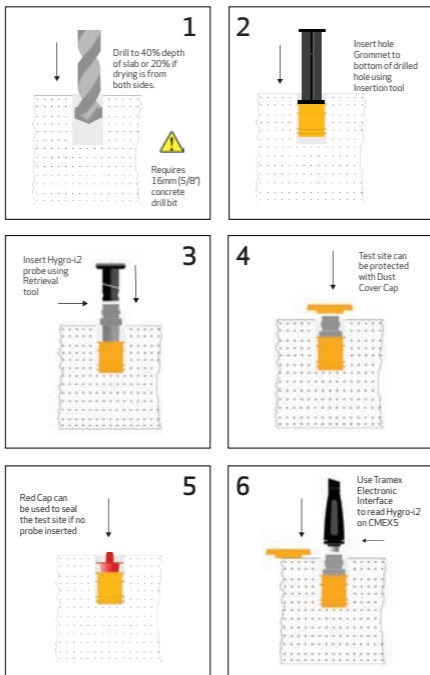 1
Drill to 40% depth
of slab or 20% if
drying is from
both sides.
Requires
16mm (5/8")
concrete
drill bit
2
Insert hole
Grommet to
bottom of drilled
hole using
Insertion tool
3
Insert Hygro-i2
probe using
Retrieval
tool
4
Test site can
be protected
with Dust
Cover Cap
5
Red Cap can
be used to seal
the test site if no
probe inserted
6
Use Tramex
Electronic
Interface
to read Hygro-i2
on CMEX5